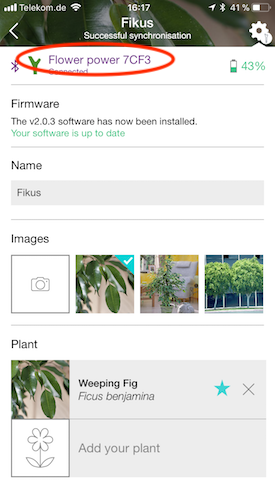 Telekom.de 16:17 41 %
Fikus
Successful synchronisation
Flower power 7CF3
Connected
43%
Firmware
The v2.0.3 software has now been installed.
Your software is up to date
Name
Fikus
Images
Plant
Weeping Fig
Ficus benjamina
Add your plant